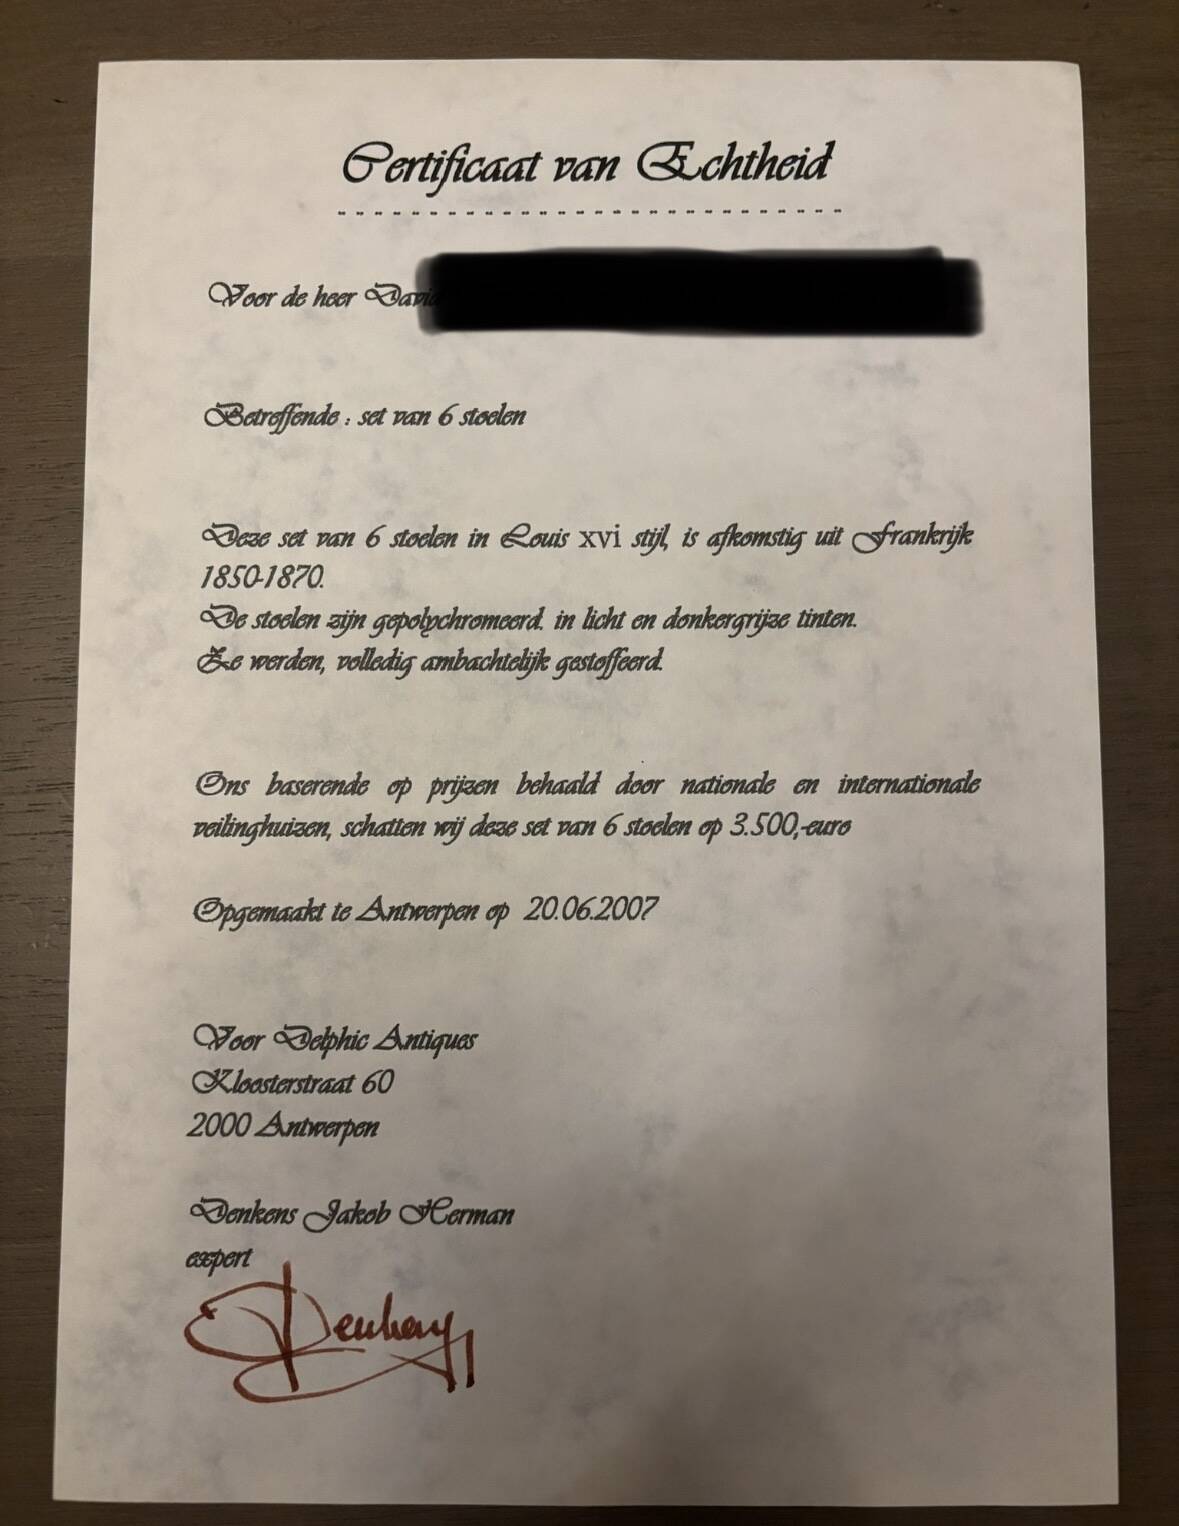 Certificaat van Echtheid
-----------------------------
Voor de heer David
Betreffende : set van 6 stoelen
Deze set van 6 stoelen in Louis xvi stijl, is afkomstig uit Frankrijk
1850-1870.
De stoelen zijn gepolychromeerd. in licht en donkergrijze tinten.
Ze werden, volledig ambachtelijk gestoffeerd.
Ons baserende op prijzen behaald door nationale en internationale
veilinghuizen, schatten wij deze set van 6 stoelen op 3.500,-euro
Opgemaakt te Antwerpen op 20.06.2007
Voor Delphic Antiques
Kloosterstraat 60
2000 Antwerpen
Denkens Jakob Herman
expert